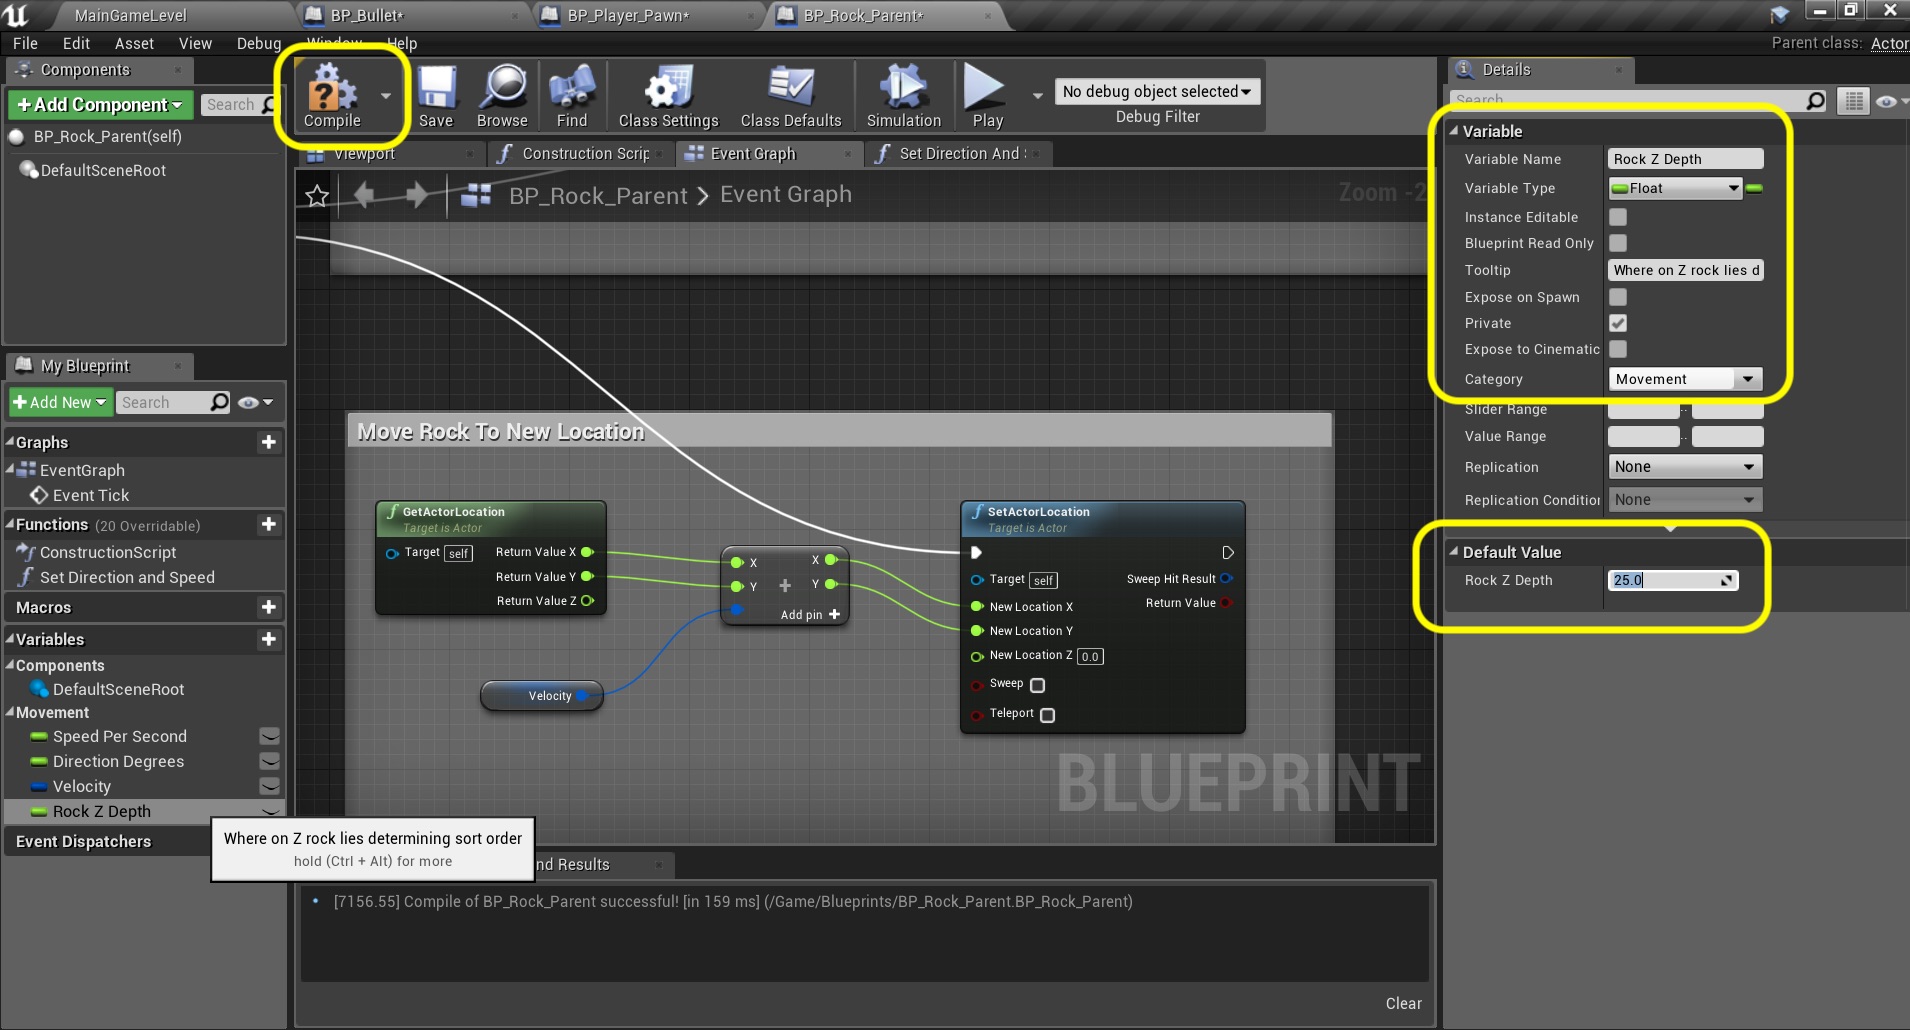 MainGameLevel
BP_Bullet*
BP_Player_Pawn*
BP_Rock_Parent*
File Edit Asset View Debug Window Help
Parent class: Actor
Components
+Add Component
Search
BP_Rock_Parent(self)
DefaultSceneRoot
Compile
Save
Browse
Find
Class Settings
Class Defaults
Simulation
Play
No debug object selected
Debug Filter
Viewport
Construction Scrip
Event Graph
Set Direction And
BP_Rock_Parent > Event Graph
Zoom -2
My Blueprint
+Add New
Search
Graphs
EventGraph
Event Tick
Functions (20 Overridable)
ConstructionScript
Set Direction and Speed
Macros
Variables
Components
DefaultSceneRoot
Movement
Speed Per Second
Direction Degrees
Velocity
Rock Z Depth
Event Dispatchers
Where on Z rock lies determining sort order
hold (Ctrl + Alt) for more
Move Rock To New Location
GetActorLocation
Target is Actor
Target self
Return Value X
Return Value Y
Return Value Z
X X
Y Y
Add pin +
Velocity
SetActorLocation
Target is Actor
Target self
Sweep Hit Result
New Location X
Return Value
New Location Y
New Location Z 0.0
Sweep
Teleport
BLUEPRINT
nd Results
[7156.55] Compile of BP_Rock_Parent successful! [in 159 ms] (/Game/Blueprints/BP_Rock_Parent.BP_Rock_Parent)
Clear
Details
Search
Variable
Variable Name Rock Z Depth
Variable Type Float
Instance Editable
Blueprint Read Only
Tooltip Where on Z rock lies d
Expose on Spawn
Private
Expose to Cinematic
Category Movement
Slider Range
Value Range
Replication None
Replication Condition None
Default Value
Rock Z Depth 25.0